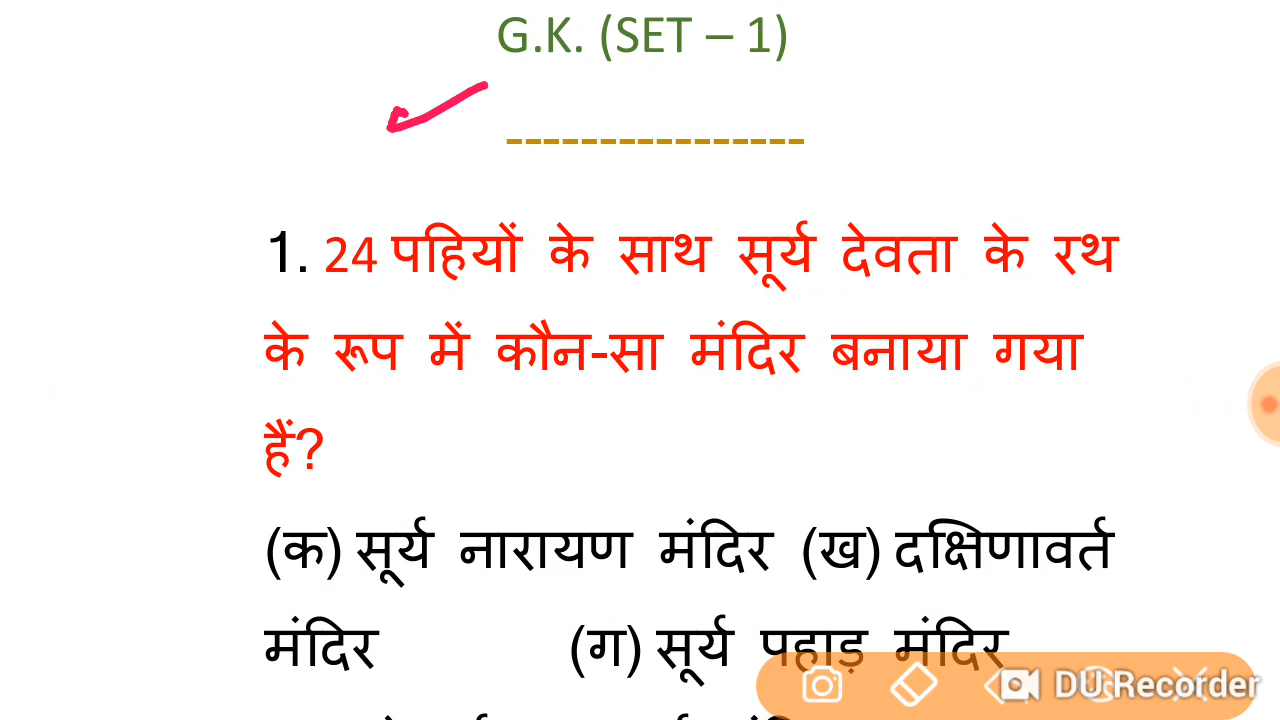 G.K. (SET – 1)
----------------
1. 24 पहियों के साथ सूर्य देवता के रथ
के रूप में कौन-सा मंदिर बनाया गया
हैं?
(क) सूर्य नारायण मंदिर (ख) दक्षिणावर्त
मंदिर (ग) सूर्य पहाड़ मंदिर
DU Recorder